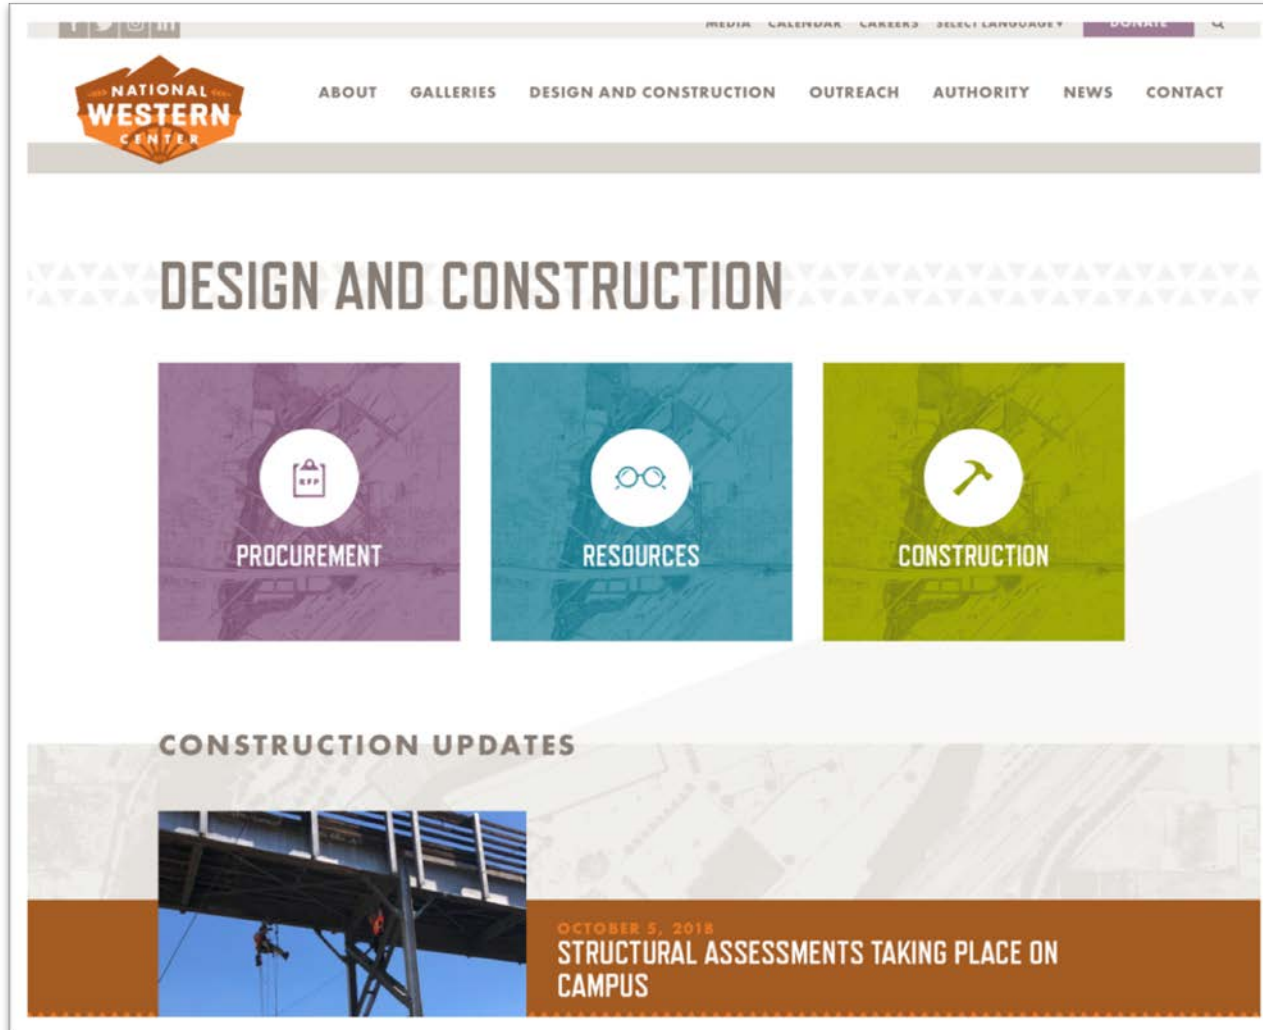 MEDIA CALENDAR CAREERS SELECT LANGUAGE DONATE
NATIONAL
WESTERN
CENTER
ABOUT GALLERIES DESIGN AND CONSTRUCTION OUTREACH AUTHORITY NEWS CONTACT
DESIGN AND CONSTRUCTION
RFP
PROCUREMENT RESOURCES CONSTRUCTION
CONSTRUCTION UPDATES
OCTOBER 5, 2018
STRUCTURAL ASSESSMENTS TAKING PLACE ON
CAMPUS